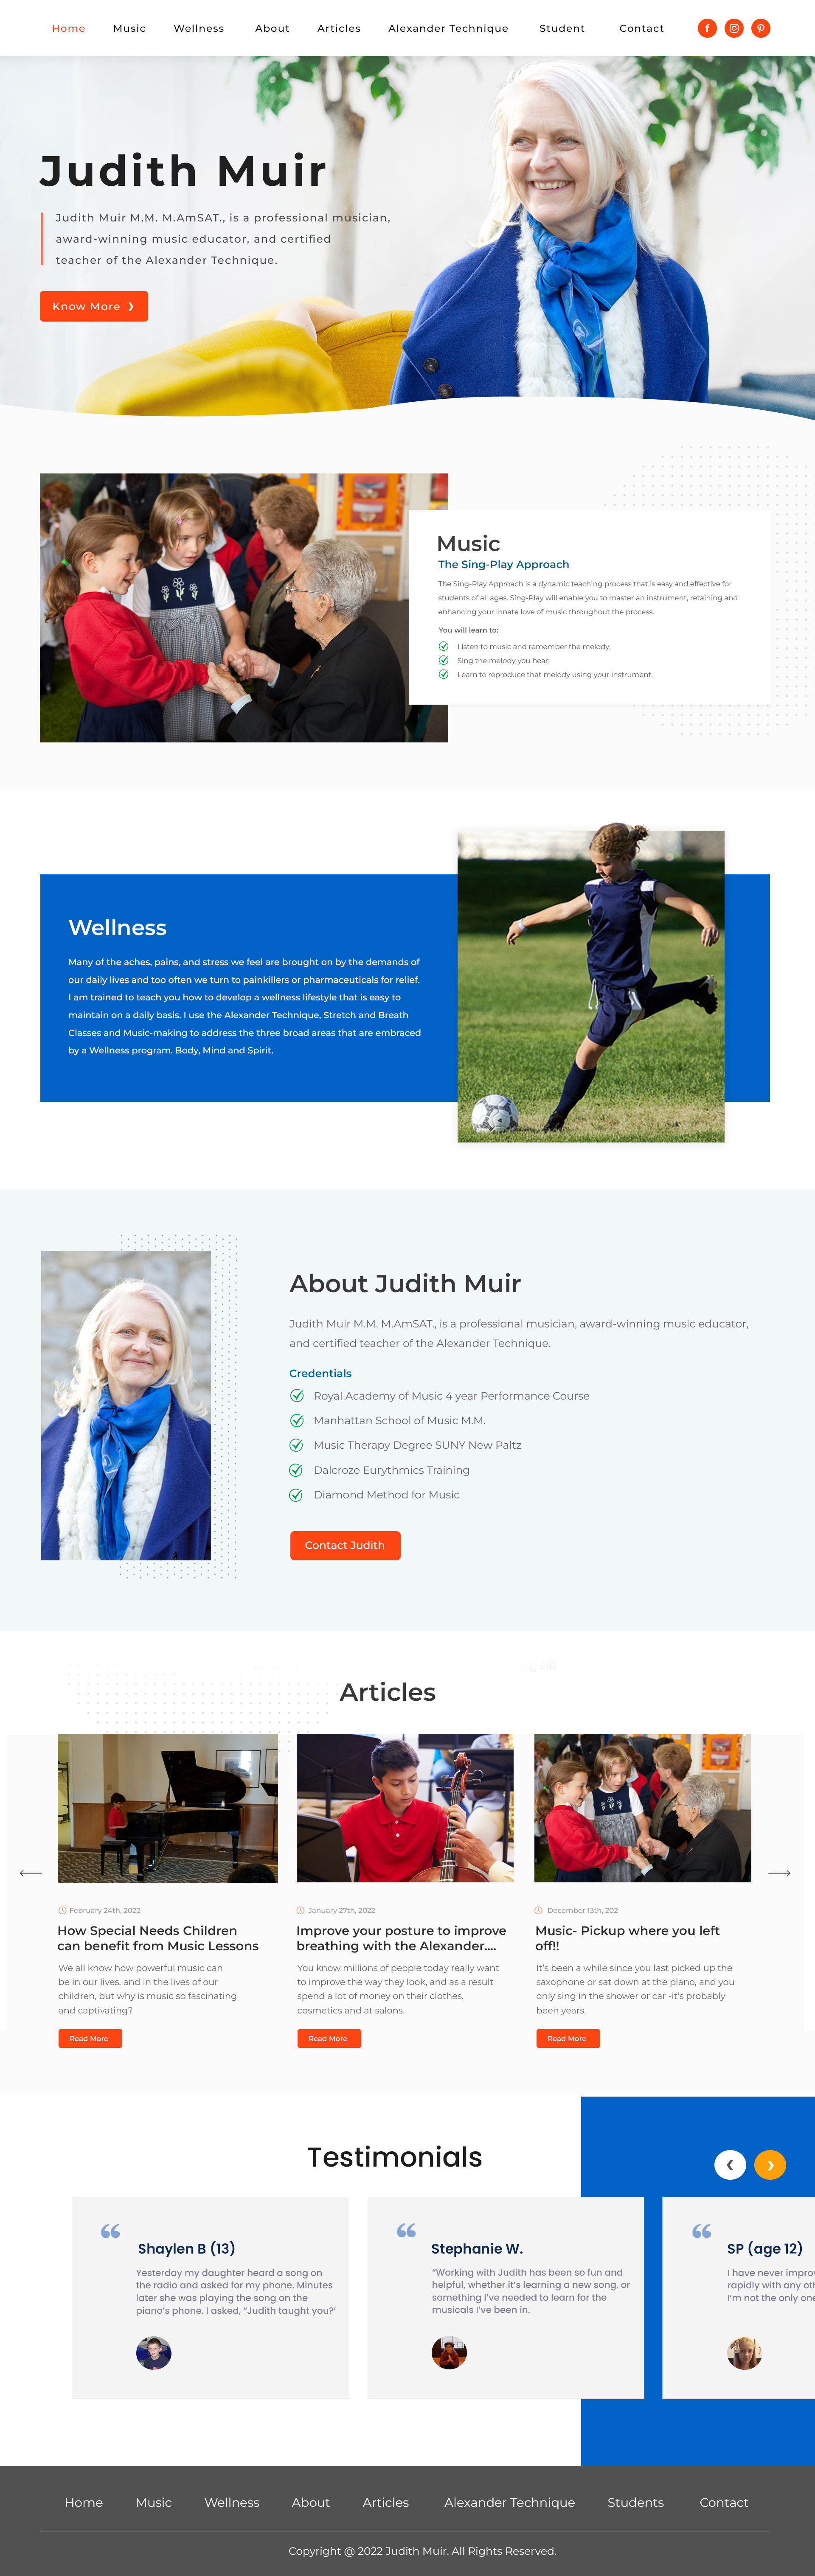 Home Music Wellness About Articles Alexander Technique Student Contact
Judith Muir
Judith Muir M.M. M.AmSAT., is a professional musician,
award-winning music educator, and certified
teacher of the Alexander Technique.
Know More
Music
The Sing-Play Approach
The Sing-Play Approach is a dynamic teaching process that is easy and effective for
students of all ages. Sing-Play will enable you to master an instrument, retaining and
enhancing your innate love of music throughout the process.
You will learn to:
Listen to music and remember the melody;
Sing the melody you hear;
Learn to reproduce that melody using your instrument.
Wellness
Many of the aches, pains, and stress we feel are brought on by the demands of
our daily lives and too often we turn to painkillers or pharmaceuticals for relief.
I am trained to teach you how to develop a wellness lifestyle that is easy to
maintain on a daily basis. I use the Alexander Technique, Stretch and Breath
Classes and Music-making to address the three broad areas that are embraced
by a Wellness program. Body, Mind and Spirit.
About Judith Muir
Judith Muir M.M. M.AmSAT., is a professional musician, award-winning music educator,
and certified teacher of the Alexander Technique.
Credentials
Royal Academy of Music 4 year Performance Course
Manhattan School of Music M.M.
Music Therapy Degree SUNY New Paltz
Dalcroze Eurythmics Training
Diamond Method for Music
Contact Judith
Articles
February 24th, 2022
How Special Needs Children
can benefit from Music Lessons
We all know how powerful music can
be in our lives, and in the lives of our
children, but why is music so fascinating
and captivating?
Read More
January 27th, 2022
Improve your posture to improve
breathing with the Alexander....
You know millions of people today really want
to improve the way they look, and as a result
spend a lot of money on their clothes,
cosmetics and at salons.
Read More
December 13th, 202
Music- Pickup where you left
off!!
It's been a while since you last picked up the
saxophone or sat down at the piano, and you
only sing in the shower or car -it's probably
been years.
Read More
Testimonials
Shaylen B (13)
Yesterday my daughter heard a song on
the radio and asked for my phone. Minutes
later she was playing the song on the
piano's phone. I asked, "Judith taught you?'
Stephanie W.
"Working with Judith has been so fun and
helpful, whether it's learning a new song, or
something I've needed to learn for the
musicals I've been in.
SP (age 12)
I have never improv
rapidly with any oth
I'm not the only one
Home Music Wellness About Articles Alexander Technique Students Contact
Copyright @ 2022 Judith Muir. All Rights Reserved.